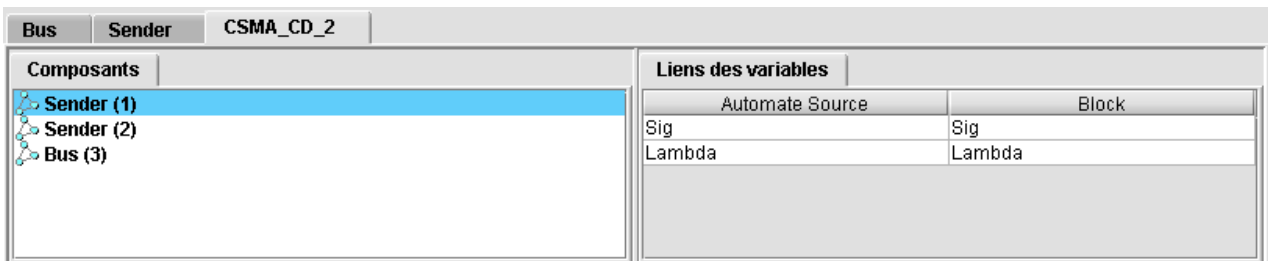 Bus Sender CSMA_CD_2
Composants
Sender (1)
Sender (2)
Bus (3)
Liens des variables
Automate Source Block
Sig Sig
Lambda Lambda